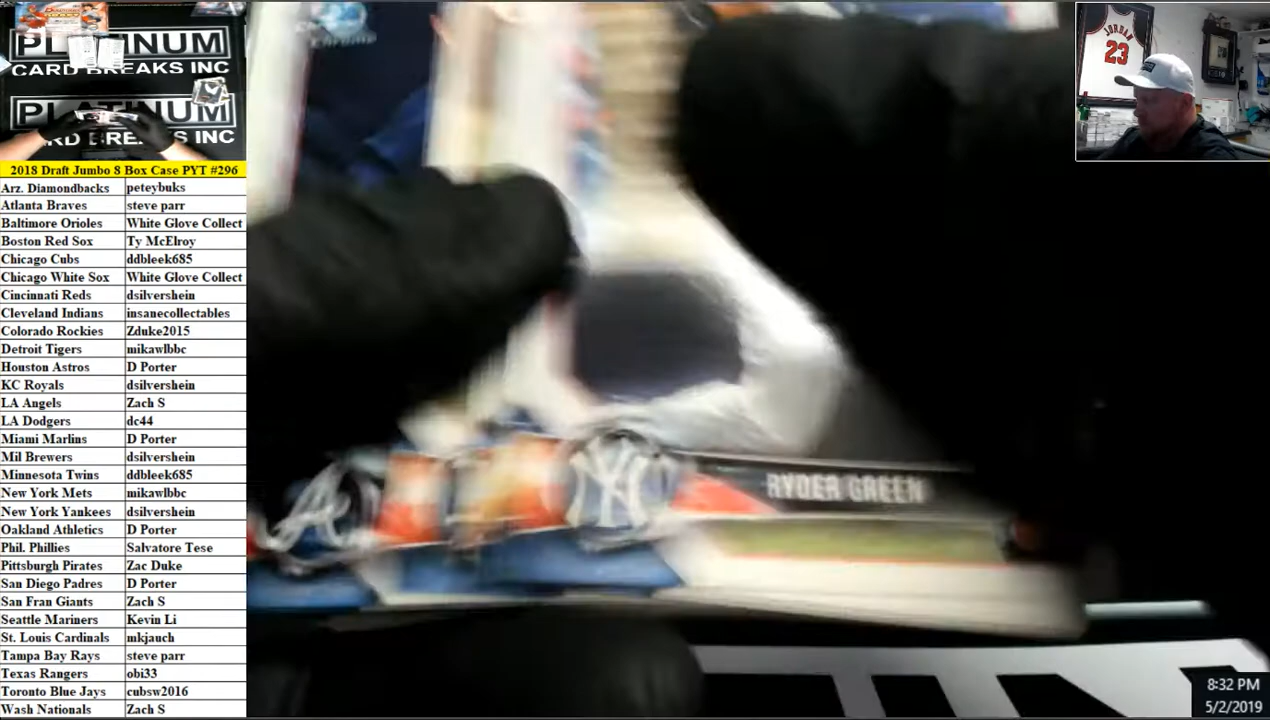 PLATINUM
CARD BREAKS INC
PLATINUM
CARD BREAKS INC
2018 Draft Jumbo 8 Box Case PYT #296
Arz. Diamondbacks peteybuks
Atlanta Braves steve parr
Baltimore Orioles White Glove Collect
Boston Red Sox Ty McElroy
Chicago Cubs ddbleek685
Chicago White Sox White Glove Collect
Cincinnati Reds dsilvershein
Cleveland Indians insanecollectables
Colorado Rockies Zduke2015
Detroit Tigers mikawlbbc
Houston Astros D Porter
KC Royals dsilvershein
LA Angels Zach S
LA Dodgers dc44
Miami Marlins D Porter
Mil Brewers dsilvershein
Minnesota Twins ddbleek685
New York Mets mikawlbbc
New York Yankees dsilvershein
Oakland Athletics D Porter
Phil. Phillies Salvatore Tese
Pittsburgh Pirates Zac Duke
San Diego Padres D Porter
San Fran Giants Zach S
Seattle Mariners Kevin Li
St. Louis Cardinals mkjauch
Tampa Bay Rays steve parr
Texas Rangers obi33
Toronto Blue Jays cubsw2016
Wash Nationals Zach S
NY
RYDER GREEN
JORDAN
23
8:32 PM
5/2/2019